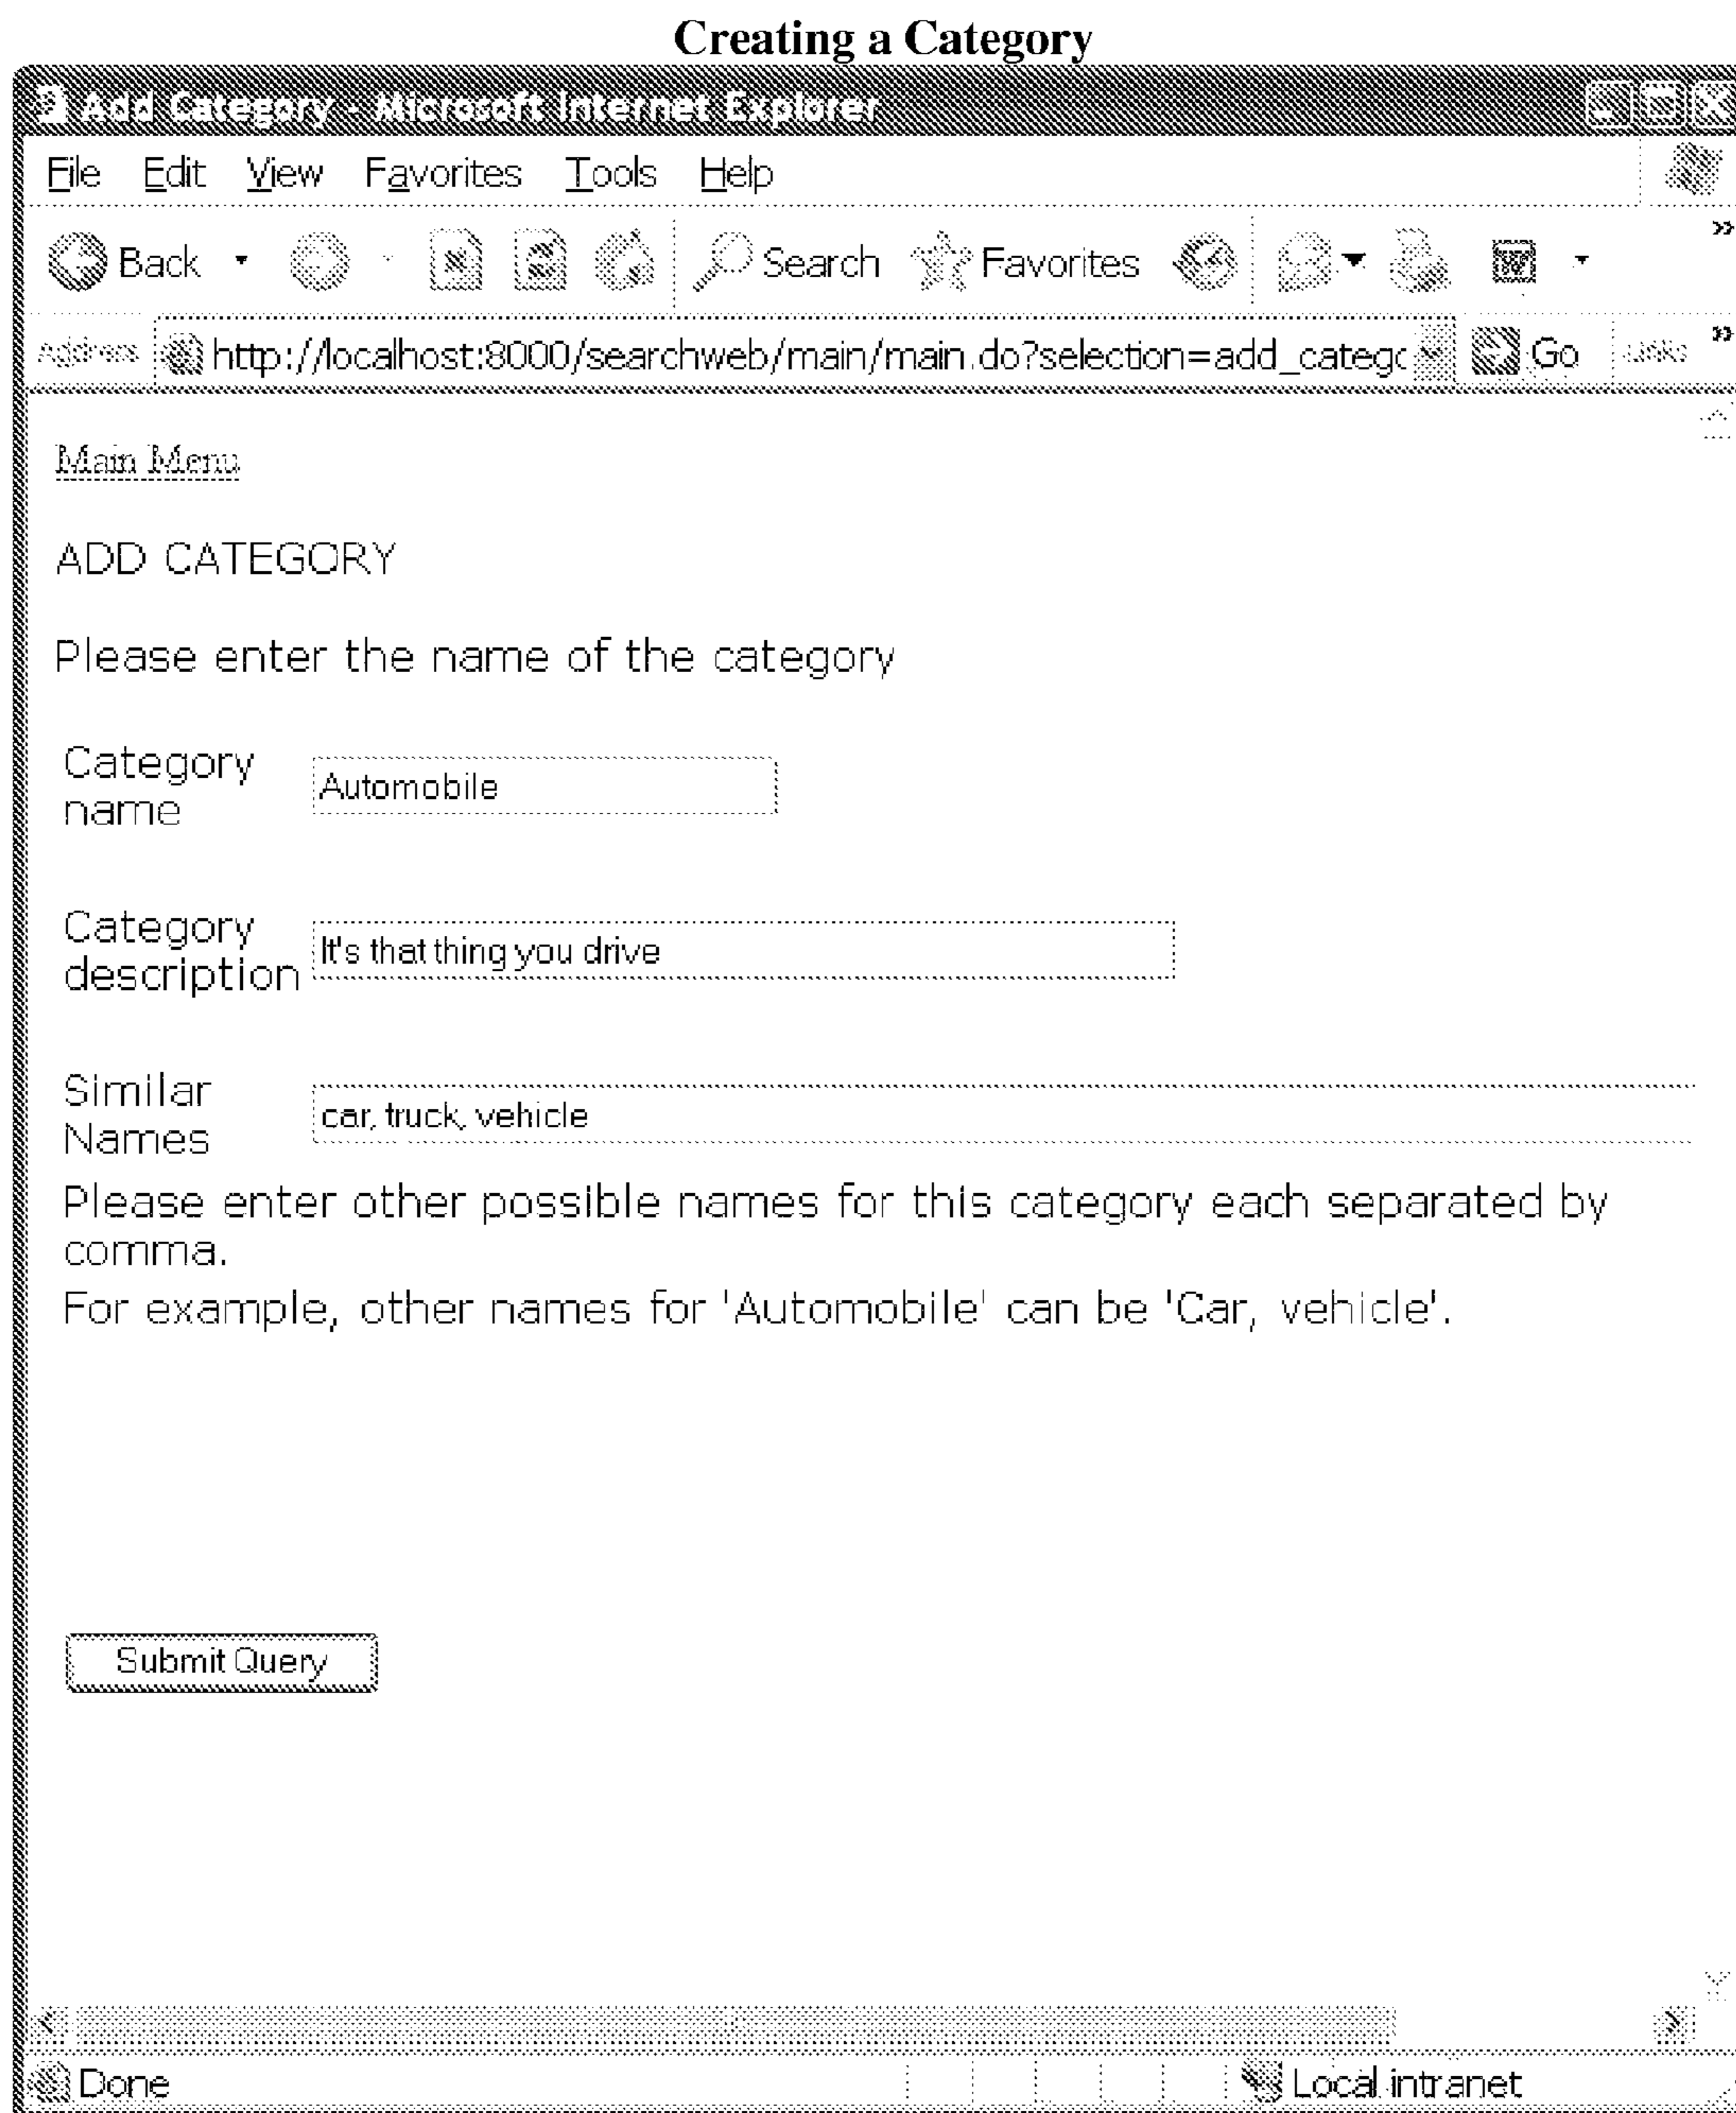 Creating a Category
Add Category - Microsoft Internet Explorer
File Edit View Favorites Tools Help
Back Search Favorites
Address http://localhost:8000/searchweb/main/main.do?selection=add_catego Go
Main Menu
ADD CATEGORY
Please enter the name of the category
Category
name
Automobile
Category
description
It's that thing you drive
Similar
Names
car, truck, vehicle
Please enter other possible names for this category each separated by
comma.
For example, other names for 'Automobile' can be 'Car, vehicle'.
Submit Query
Done Local intranet